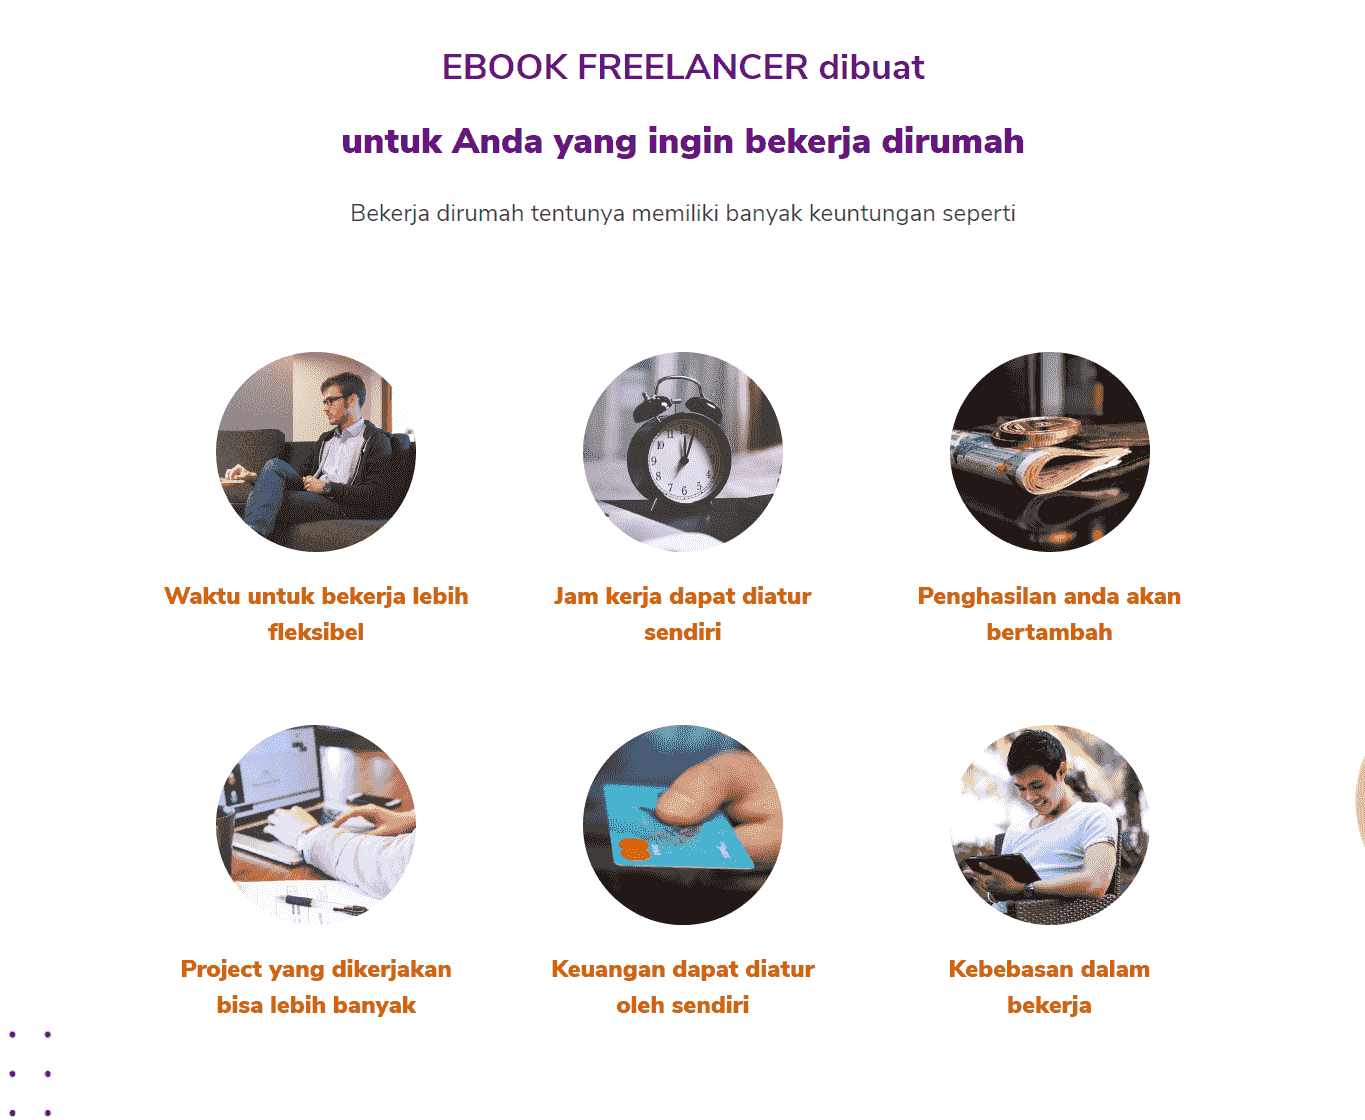 EBOOK FREELANCER dibuat
untuk Anda yang ingin bekerja dirumah
Bekerja dirumah tentunya memiliki banyak keuntungan seperti
Waktu untuk bekerja lebih
fleksibel
Jam kerja dapat diatur
sendiri
Penghasilan anda akan
bertambah
Project yang dikerjakan
bisa lebih banyak
Keuangan dapat diatur
oleh sendiri
Kebebasan dalam
bekerja